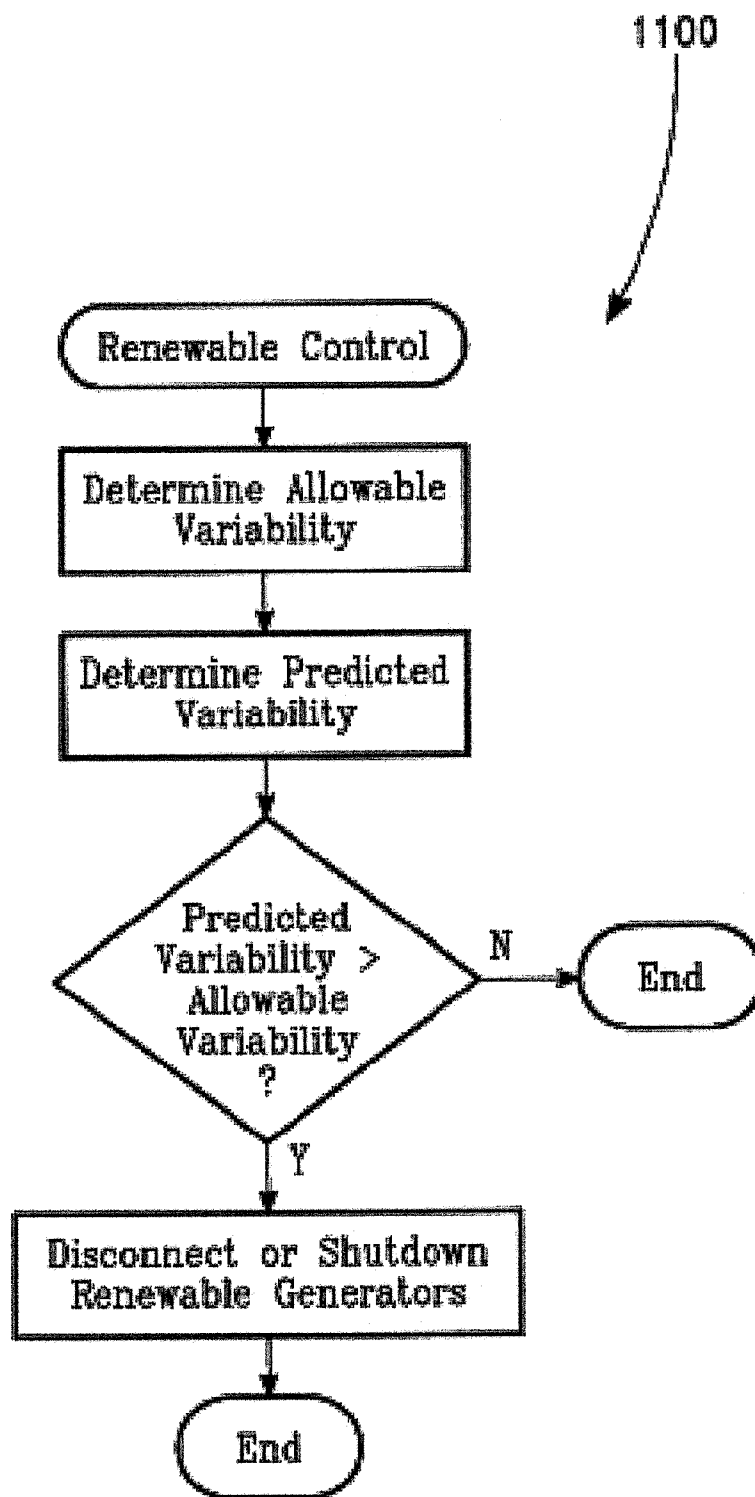 1100
Renewable Control
Determine Allowable
Variability
Determine Predicted
Variability
Predicted
Variability >
Allowable
Variability
?
N
End
Y
Disconnect or Shutdown
Renewable Generators
End